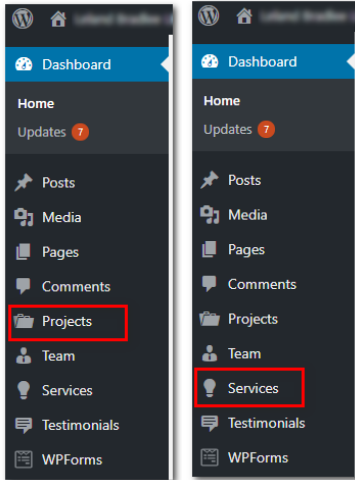 Dashboard
Home
Updates 7
Posts
Media
Pages
Comments
Projects
Team
Services
Testimonials
WPForms
Dashboard
Home
Updates 7
Posts
Media
Pages
Comments
Projects
Team
Services
Testimonials
WPForms